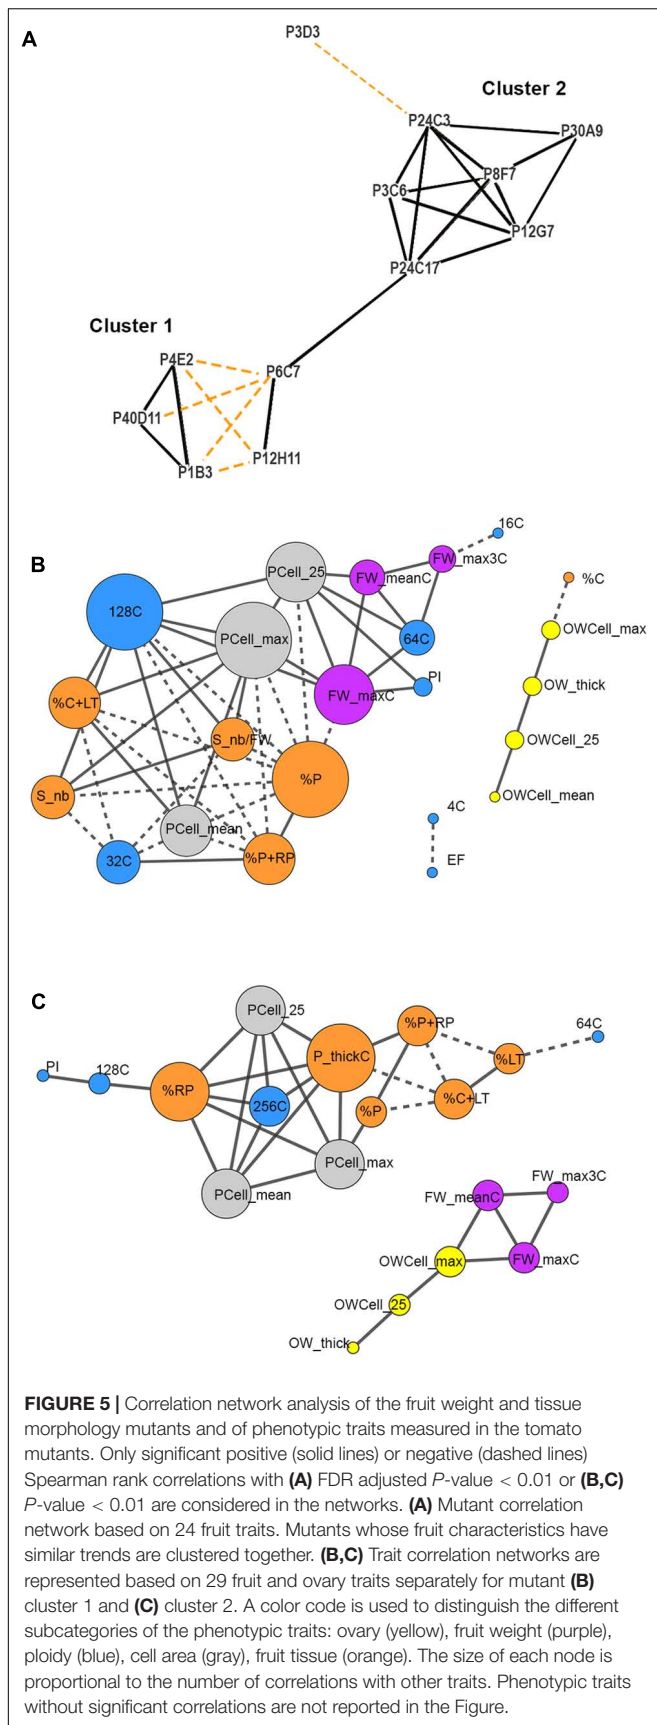 A
P3D3
Cluster 2
P24C3
P30A9
P8F7
P3C6
P12G7
P24C17
Cluster 1
P4E2
P6C7
P40D11
P12H11
P1B3
B
16C
PCell_25
FW_max3C
FW_meanC
%C
128C
PCell_max
64C
OWCell_max
PI
OW_thick
%C+LT
FW_maxC
S_nb/FW
OWCell_25
%P
S_nb
OWCell_mean
4C
PCell_mean
32C
%P+RP
EF
C
PCell_25
%P+RP
64C
P_thickC
%LT
PI
128C
%RP
256C
%P
%C+LT
PCell_max
PCell_mean
FW_max3C
FW_meanC
OWCell_max
FW_maxC
OWCell_25
OW_thick
FIGURE 5 | Correlation network analysis of the fruit weight and tissue
morphology mutants and of phenotypic traits measured in the tomato
mutants. Only significant positive (solid lines) or negative (dashed lines)
Spearman rank correlations with (A) FDR adjusted P-value < 0.01 or (B,C)
P-value < 0.01 are considered in the networks. (A) Mutant correlation
network based on 24 fruit traits. Mutants whose fruit characteristics have
similar trends are clustered together. (B,C) Trait correlation networks are
represented based on 29 fruit and ovary traits separately for mutant (B)
cluster 1 and (C) cluster 2. A color code is used to distinguish the different
subcategories of the phenotypic traits: ovary (yellow), fruit weight (purple),
ploidy (blue), cell area (gray), fruit tissue (orange). The size of each node is
proportional to the number of correlations with other traits. Phenotypic traits
without significant correlations are not reported in the Figure.